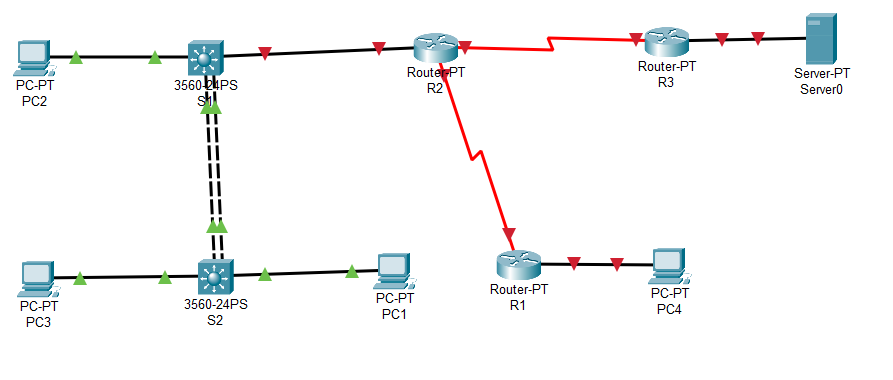 PC-PT
PC2
3560-24PS
S1
Router-PT
R2
Router-PT
R3
Server-PT
Server0
PC-PT
PC3
3560-24PS
S2
PC-PT
PC1
Router-PT
R1
PC-PT
PC4